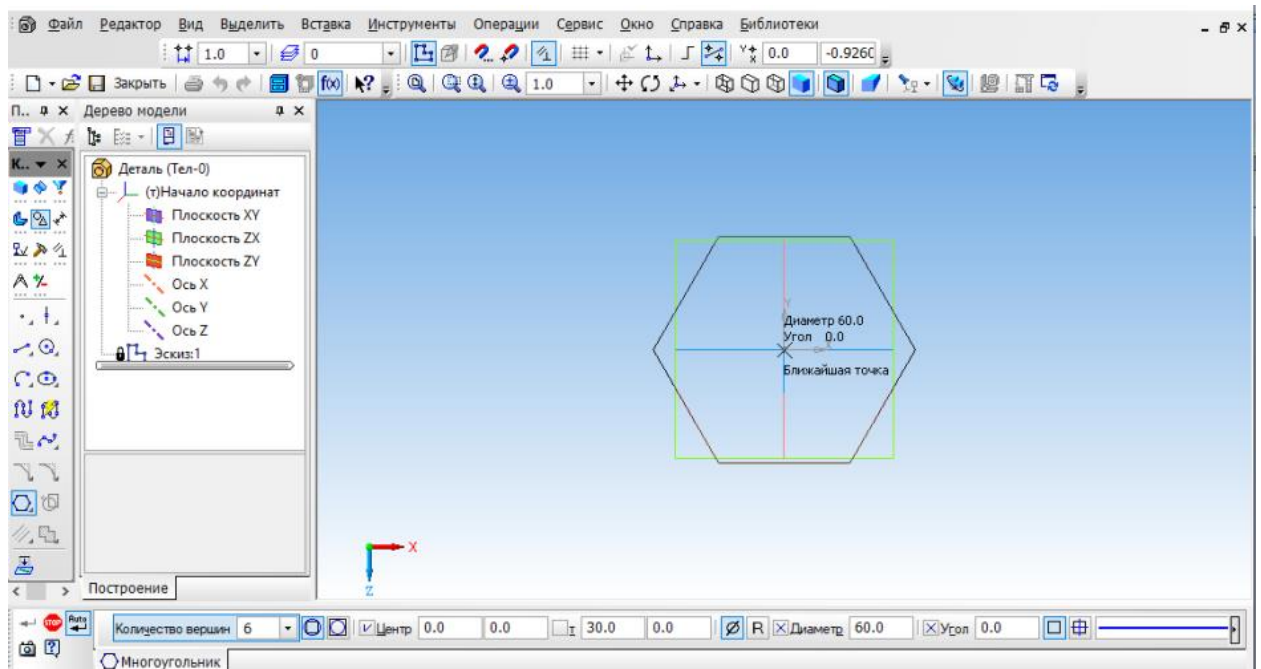 Файл Редактор Вид Выделить Вставка Инструменты Операции Сервис Окно Справка Библиотеки
1.0 0 0.0 -0.9260
Закрыть f(x) 1.0
П.. Дерево модели
К..
Деталь (Тел-0)
(т)Начало координат
Плоскость XY
Плоскость ZX
Плоскость ZY
Ось X
Ось Y
Ось Z
Эскиз:1
Y
Диаметр 60.0
Угол 0.0
X
Ближайшая точка
X
Z
Построение
STOP Auto Количество вершин 6 Центр 0.0 0.0 т 30.0 0.0 Ø R Диаметр 60.0 Угол 0.0
Многоугольник